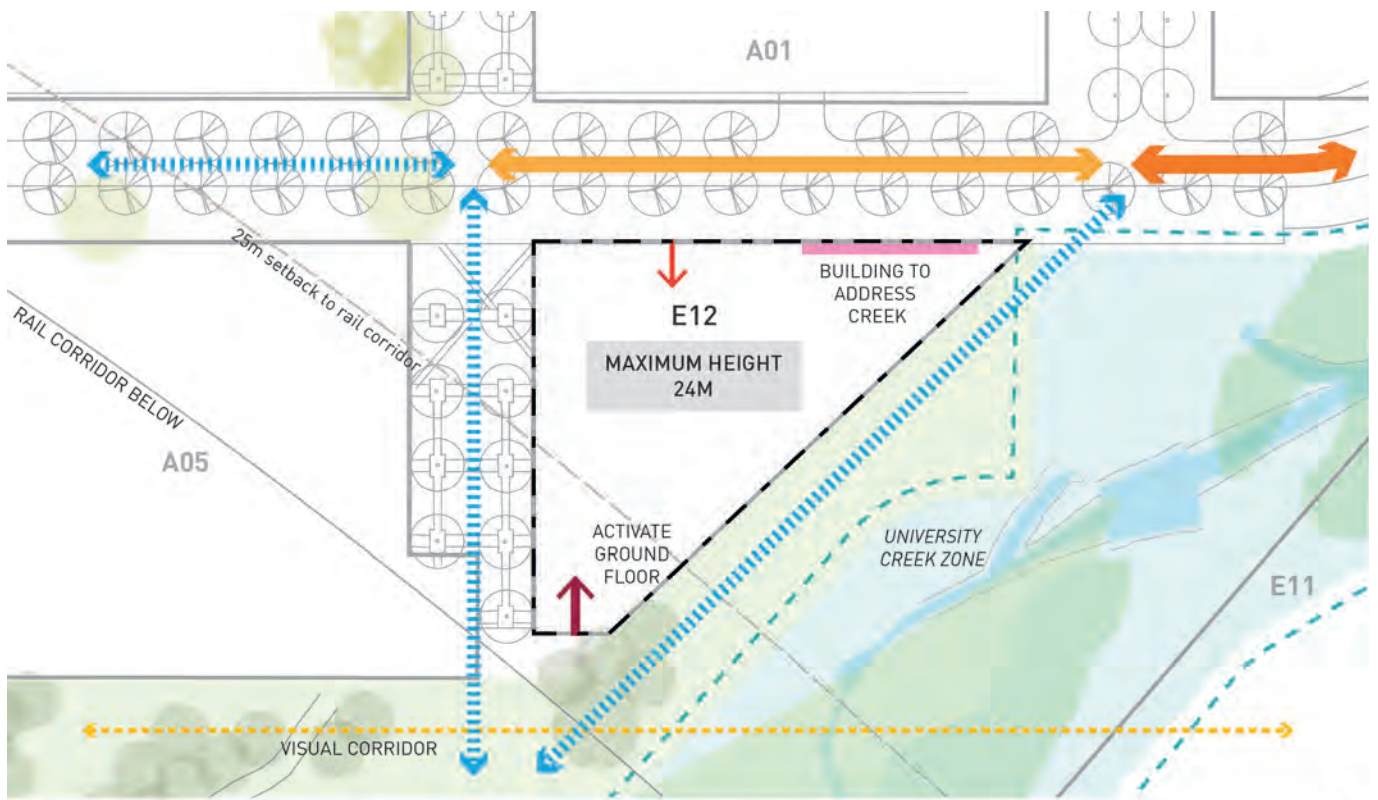 A01
25m setback to rail corridor
RAIL CORRIDOR BELOW
A05
BUILDING TO
ADDRESS
CREEK
E12
MAXIMUM HEIGHT
24M
ACTIVATE
GROUND
FLOOR
UNIVERSITY
CREEK ZONE
E11
VISUAL CORRIDOR